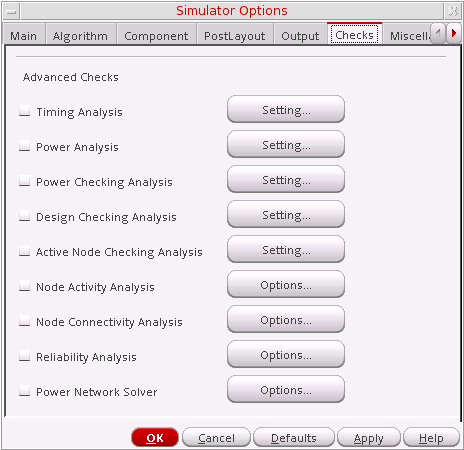 Simulator Options
Main Algorithm Component PostLayout Output Checks Miscella
Advanced Checks
Timing Analysis Setting...
Power Analysis Setting...
Power Checking Analysis Setting...
Design Checking Analysis Setting...
Active Node Checking Analysis Setting...
Node Activity Analysis Options...
Node Connectivity Analysis Options...
Reliability Analysis Options...
Power Network Solver Options...
OK Cancel Defaults Apply Help